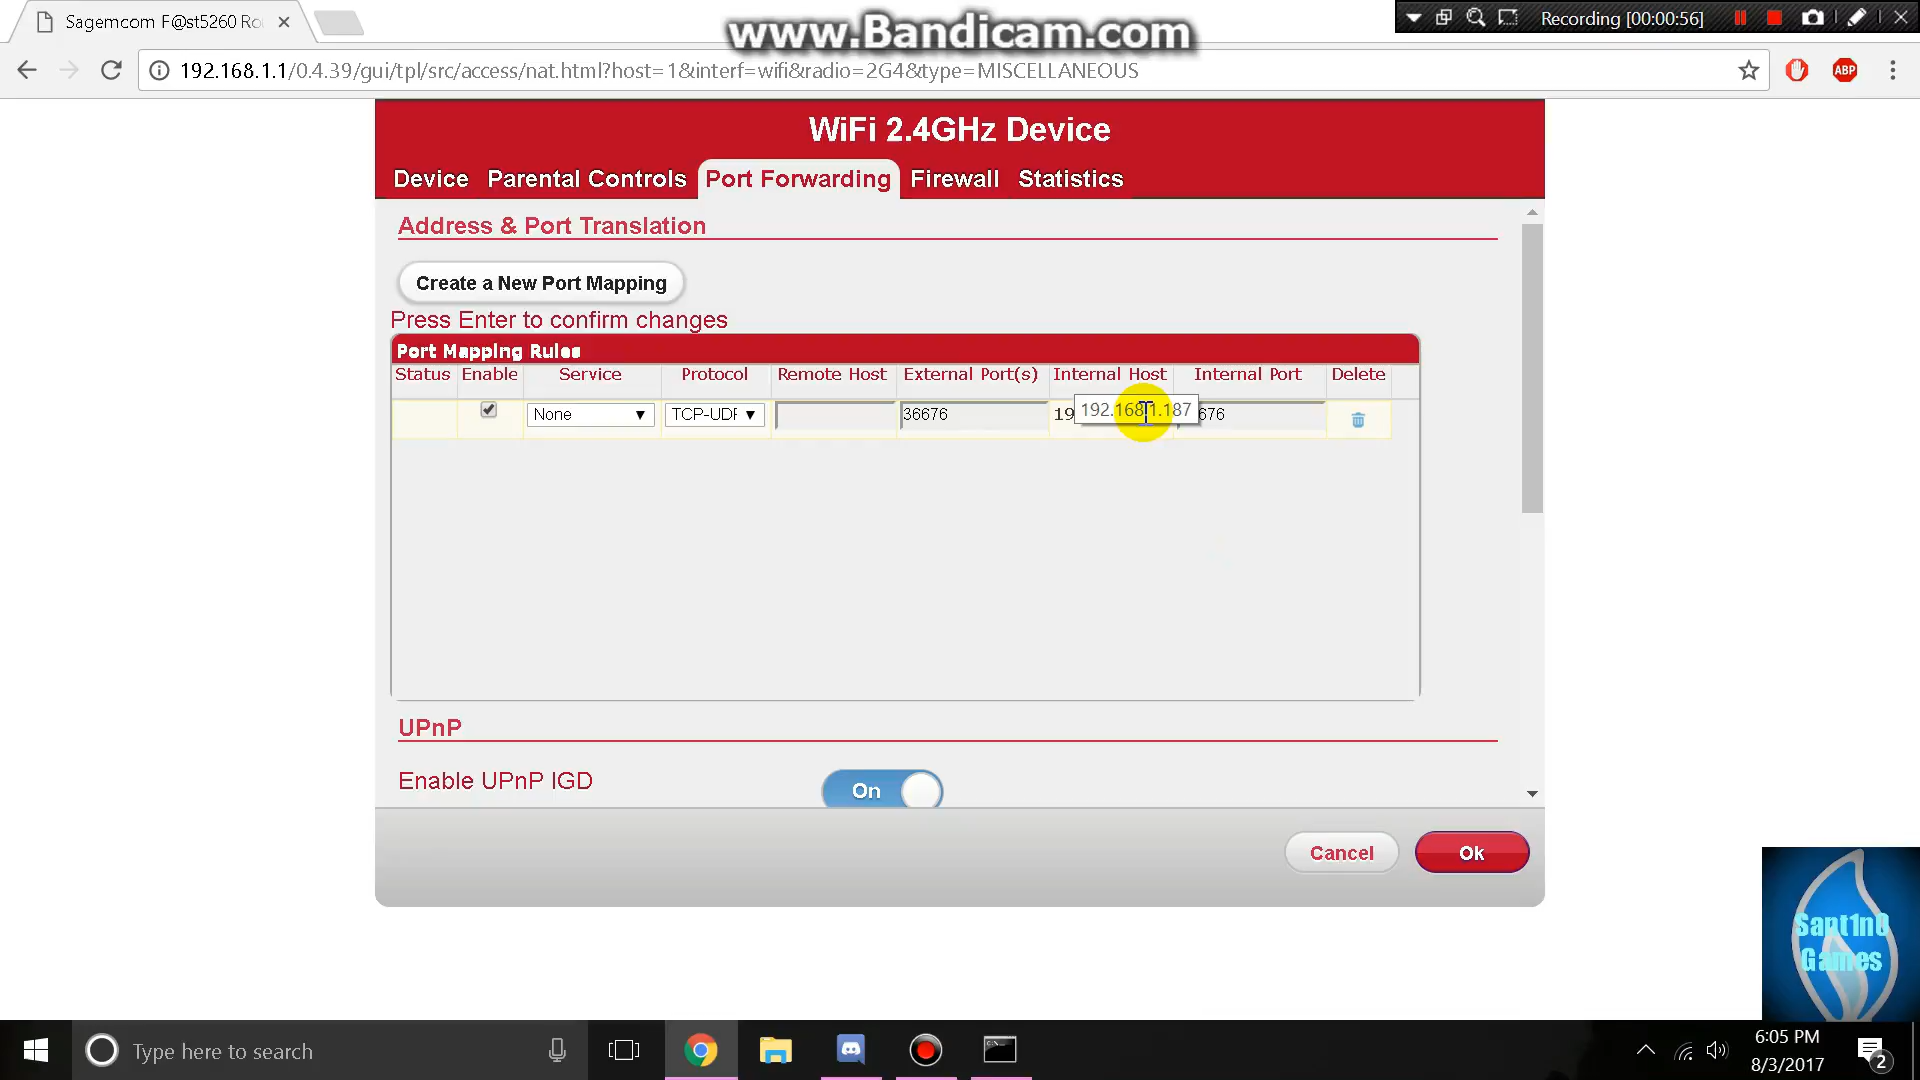 Sagemcom F@st5260 Ro
www.Bandicam.com
Recording [00:00:56]
192.168.1.1/0.4.39/gui/tpl/src/access/nat.html?host=1&interf=wifi&radio=2G4&type=MISCELLANEOUS
ABP
WiFi 2.4GHz Device
Device Parental Controls Port Forwarding Firewall Statistics
Address & Port Translation
Create a New Port Mapping
Press Enter to confirm changes
Port Mapping Rules
Status Enable Service Protocol Remote Host External Port(s) Internal Host Internal Port Delete
None TCP-UDP 36676 19 192.168.1.187 676
UPnP
Enable UPnP IGD On
Cancel Ok
Sant1n0
Games
Type here to search
6:05 PM
8/3/2017
2